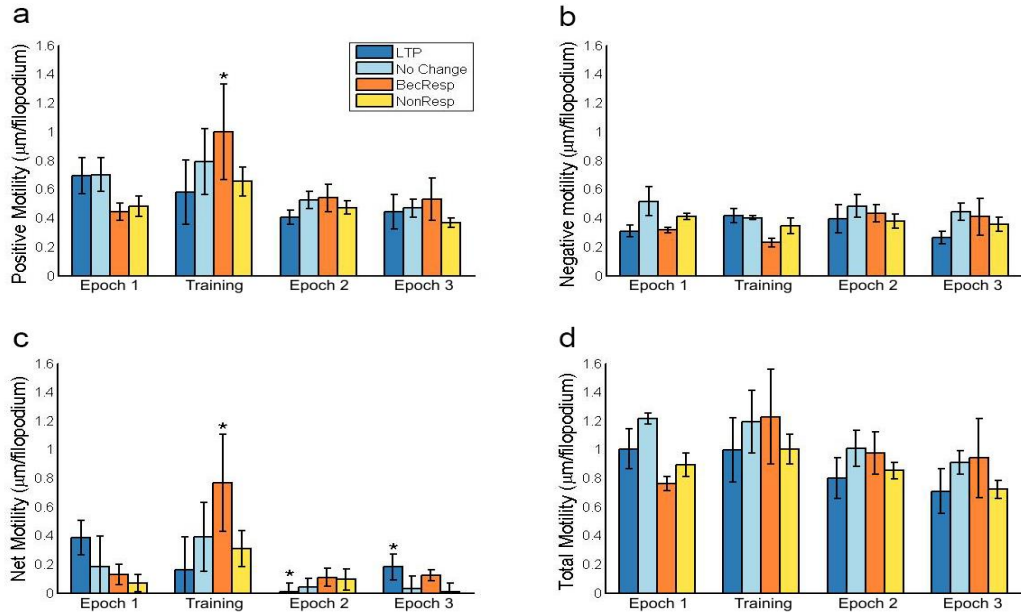 a
Positive Motility (µm/filopodium)
1.6
1.4
1.2
1
0.8
0.6
0.4
0.2
0
*
LTP
No Change
BecResp
NonResp
Epoch 1 Training Epoch 2 Epoch 3
b
Negative motility (µm/filopodium)
1.6
1.4
1.2
1
0.8
0.6
0.4
0.2
0
Epoch 1 Training Epoch 2 Epoch 3
c
Net Motility (µm/filopodium)
1.6
1.4
1.2
1
0.8
0.6
0.4
0.2
0
*
*
*
Epoch 1 Training Epoch 2 Epoch 3
d
Total Motility (µm/filopodium)
1.6
1.4
1.2
1
0.8
0.6
0.4
0.2
0
Epoch 1 Training Epoch 2 Epoch 3